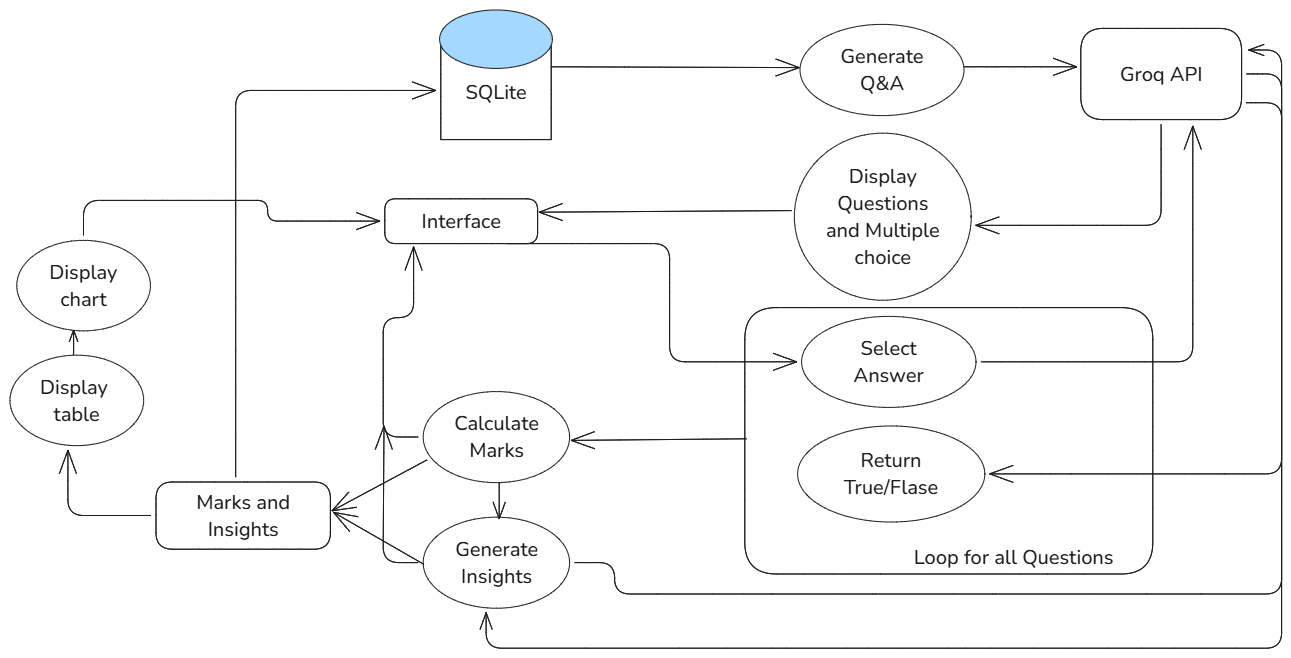 Generate
Q&A
Groq API
SQLite
Display
Questions
and Multiple
choice
Interface
Display
chart
Select
Answer
Display
table
Calculate
Marks
Return
True/Flase
Marks and
Insights
Generate
Insights
Loop for all Questions